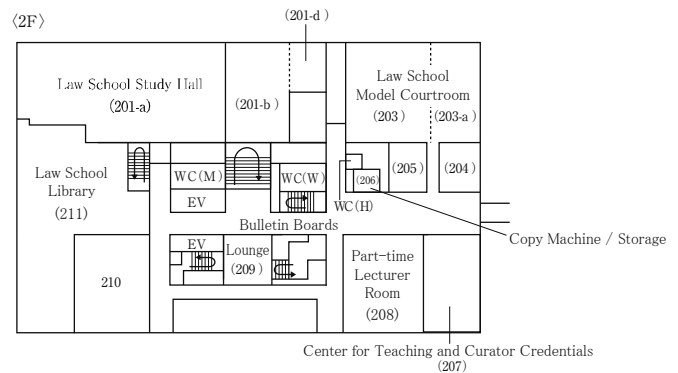 〈2F〉
(201-d )
Law School Study Hall
(201-a)
(201-b )
Law School
Model Courtroom
(203)
(203-a)
Law School
Library
(211)
WC(M)
EV
WC(W)
(206)
WC(H)
(205)
(204)
Bulletin Boards
Copy Machine / Storage
210
EV
Lounge
(209)
Part-time
Lecturer
Room
(208)
Center for Teaching and Curator Credentials
(207)